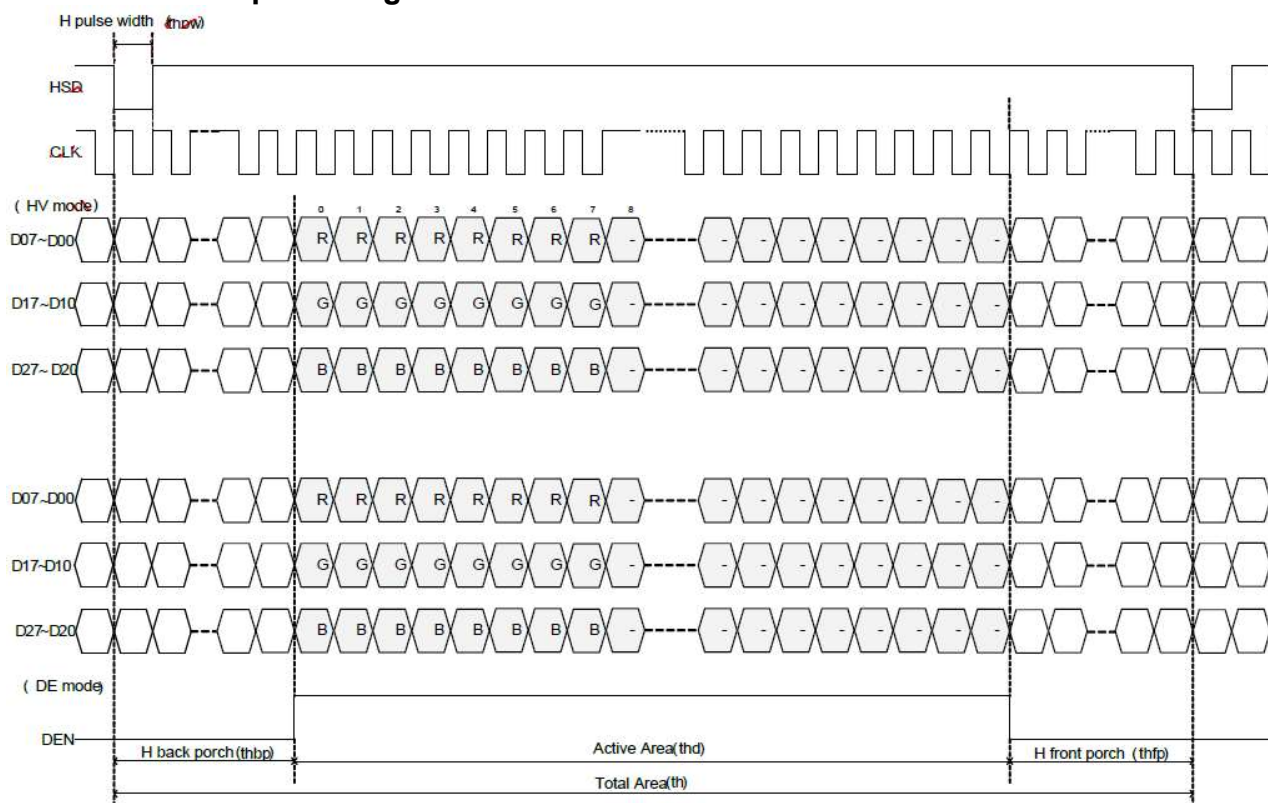 H pulse width (thpw)
HSD
CLK
( HV mode)
0 1 2 3 4 5 6 7 8
D07~D00 R R R R R R R R - - - - - - - - -
D17~D10 G G G G G G G G - - - - - - - - -
D27~D20 B B B B B B B B - - - - - - - - -
D07~D00 R R R R R R R R - - - - - - - - -
D17~D10 G G G G G G G G - - - - - - - - -
D27~D20 B B B B B B B B - - - - - - - - -
( DE mode)
DEN
H back porch(thbp) Active Area(thd) H front porch (thfp)
Total Area(th)